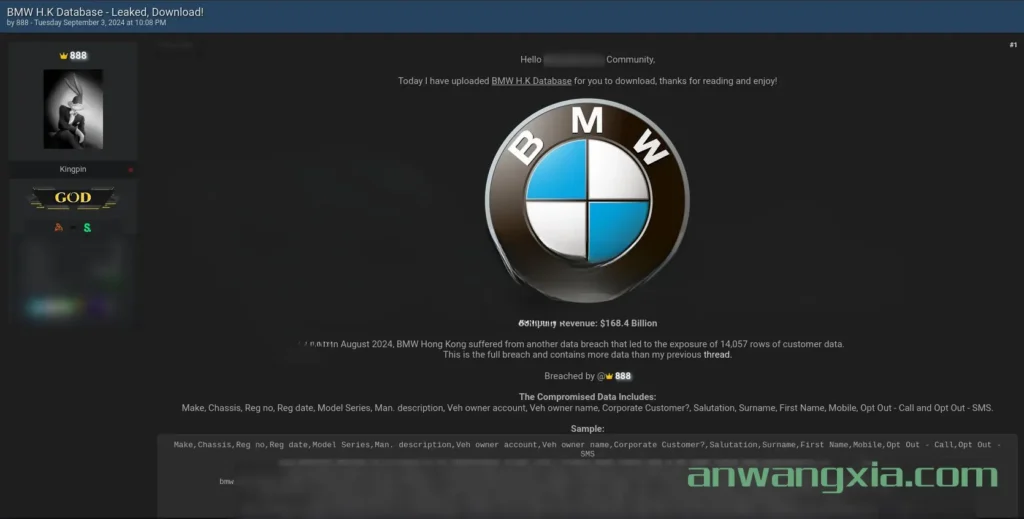 BMW H.K Database - Leaked, Download!
by 888 - Tuesday September 3, 2024 at 10:08 PM
#1
888
Kingpin
GOD
Hello Community,
Today I have uploaded BMW H.K Database for you to download, thanks for reading and enjoy!
BMW
Revenue: $168.4 Billion
August 2024, BMW Hong Kong suffered from another data breach that led to the exposure of 14,057 rows of customer data.
This is the full breach and contains more data than my previous thread.
Breached by @888
The Compromised Data Includes:
Make, Chassis, Reg no, Reg date, Model Series, Man. description, Veh owner account, Veh owner name, Corporate Customer?, Salutation, Surname, First Name, Mobile, Opt Out - Call and Opt Out - SMS.
Sample:
Make,Chassis,Reg no,Reg date,Model Series,Man. description,Veh owner account,Veh owner name,Corporate Customer?,Salutation,Surname,First Name,Mobile,Opt Out - Call,Opt Out -
SMS
bmw
anwangxia.com